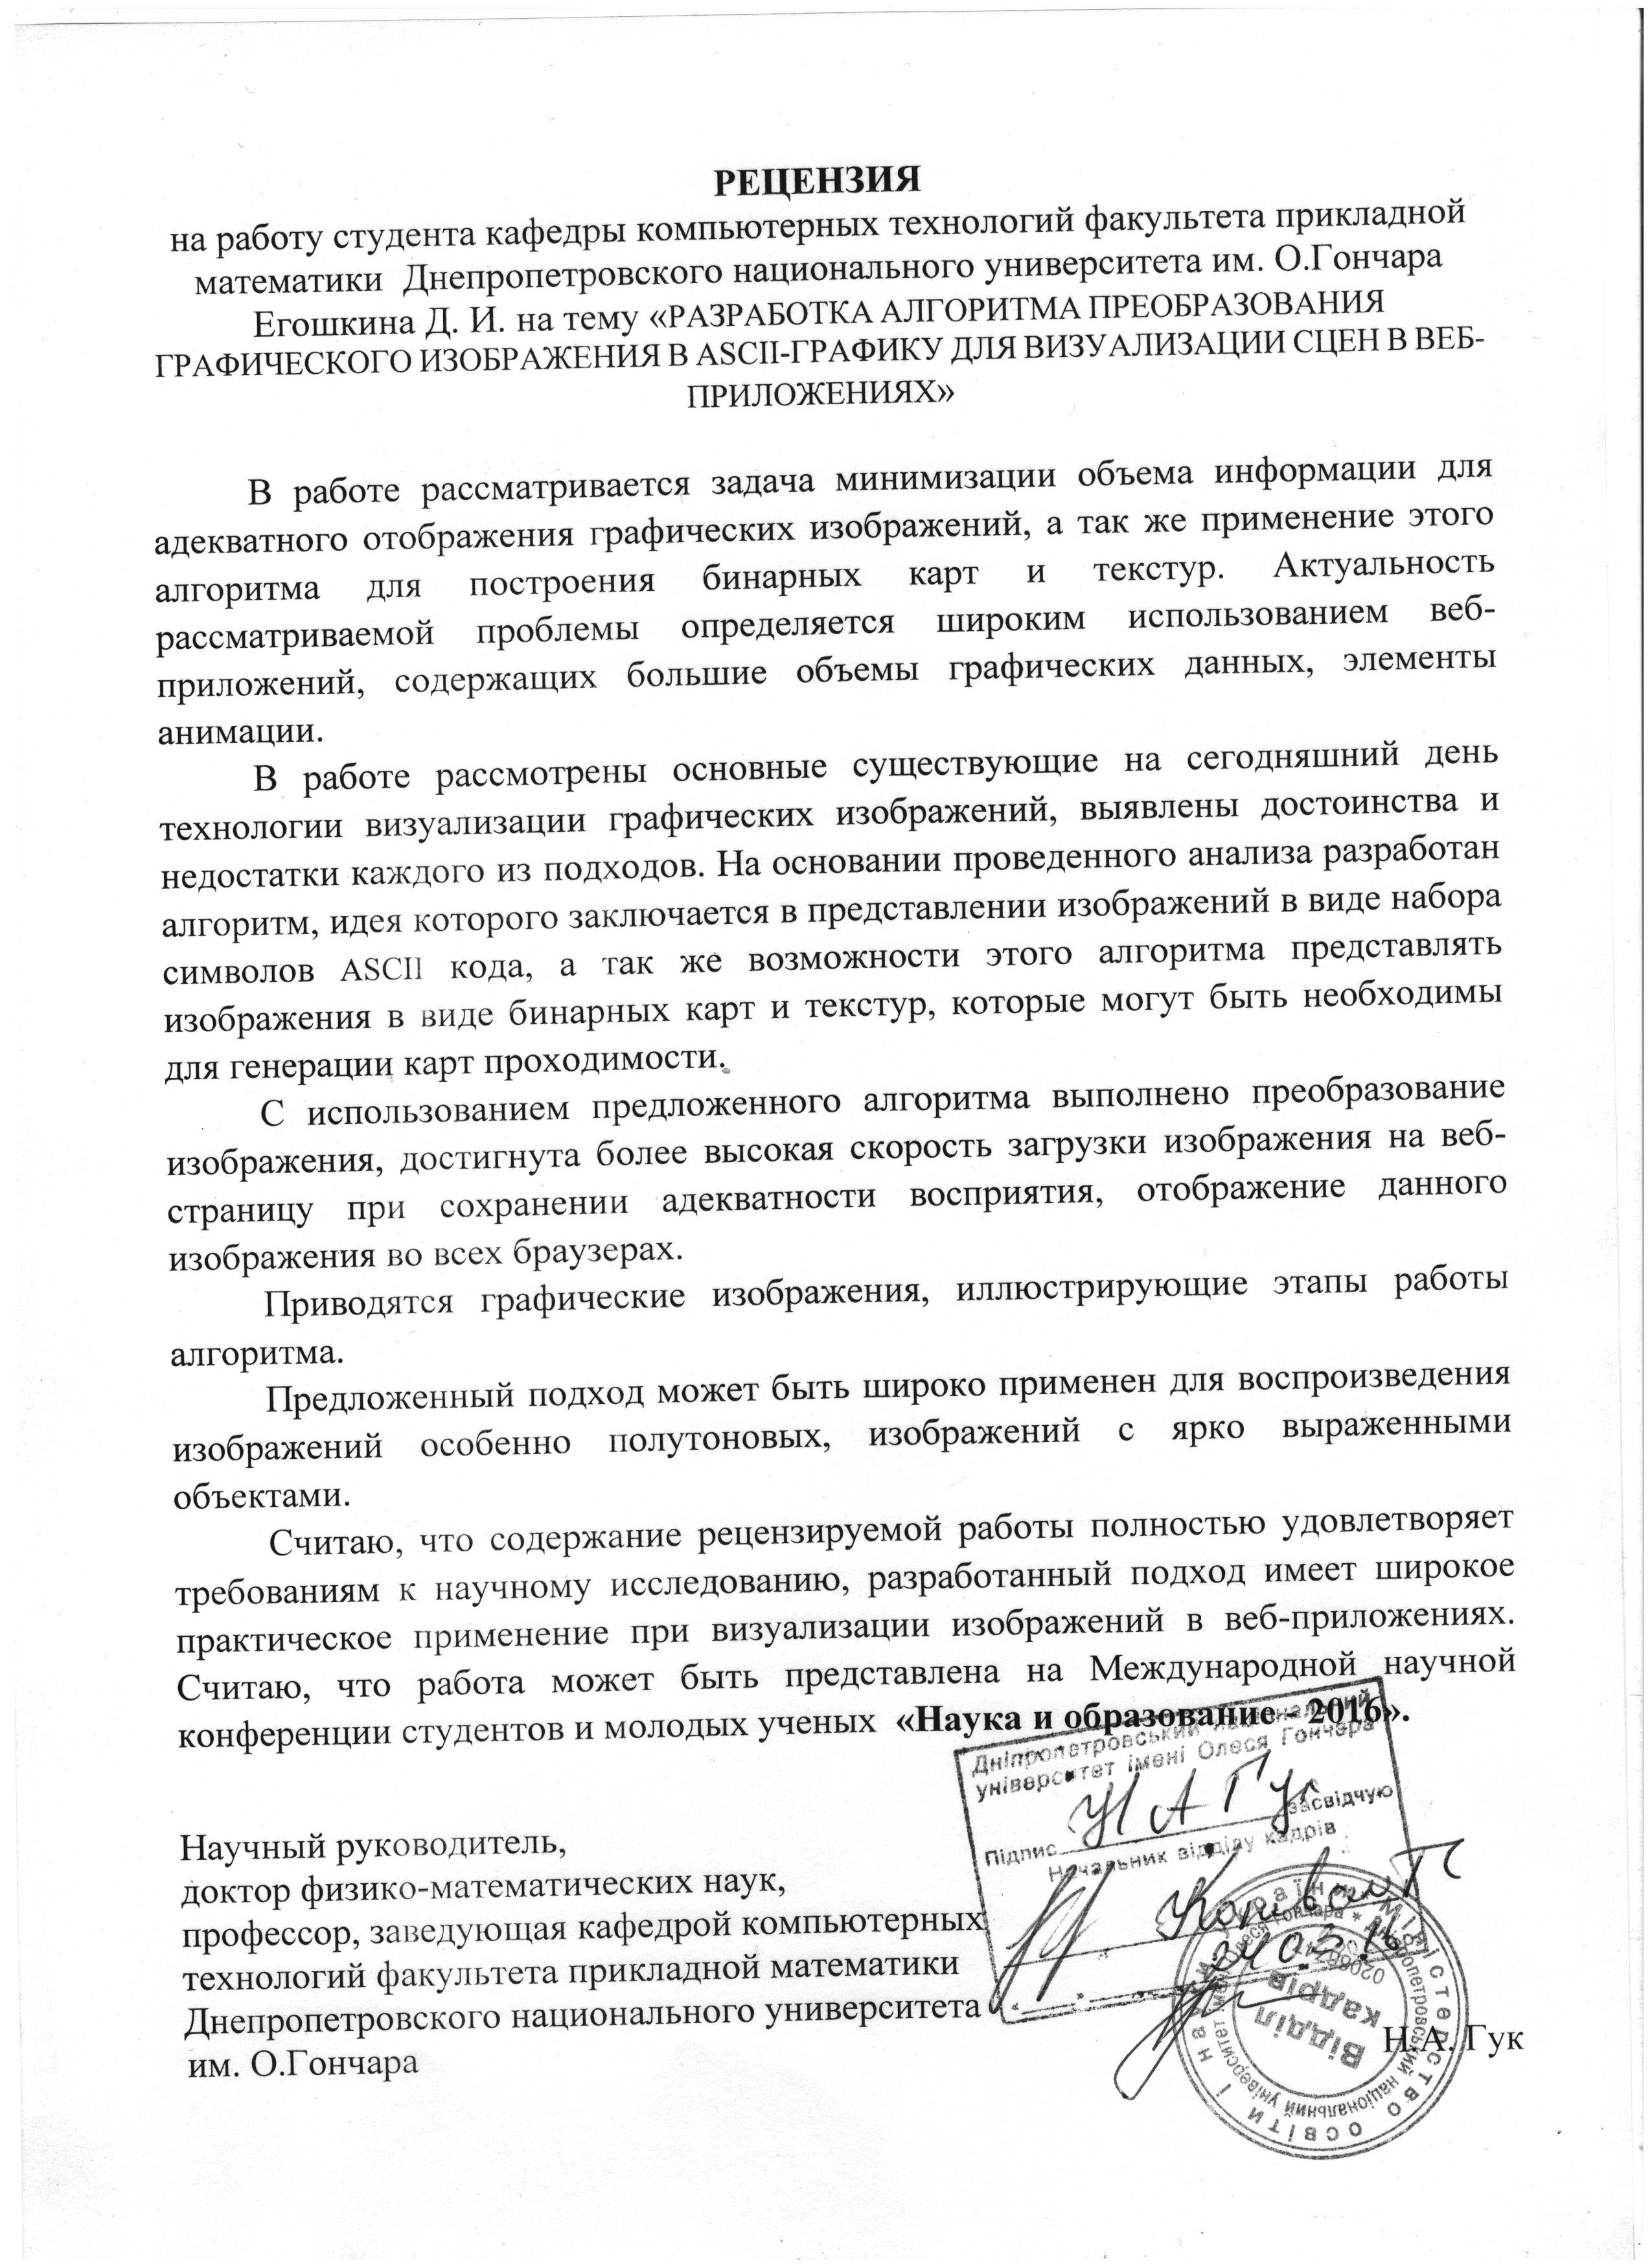 РЕЦЕНЗИЯ
на работу студента кафедры компьютерных технологий факультета прикладной
математики Днепропетровского национального университета им. О.Гончара
Егошкина Д. И. на тему «РАЗРАБОТКА АЛГОРИТМА ПРЕОБРАЗОВАНИЯ
ГРАФИЧЕСКОГО ИЗОБРАЖЕНИЯ В ASCII-ГРАФИКУ ДЛЯ ВИЗУАЛИЗАЦИИ СЦЕН В ВЕБ-
ПРИЛОЖЕНИЯХ»
В работе рассматривается задача минимизации объема информации для
адекватного отображения графических изображений, а так же применение этого
алгоритма для построения бинарных карт и текстур. Актуальность
рассматриваемой проблемы определяется широким использованием веб-
приложений, содержащих большие объемы графических данных, элементы
анимации.
В работе рассмотрены основные существующие на сегодняшний день
технологии визуализации графических изображений, выявлены достоинства и
недостатки каждого из подходов. На основании проведенного анализа разработан
алгоритм, идея которого заключается в представлении изображений в виде набора
символов ASCII кода, а так же возможности этого алгоритма представлять
изображения в виде бинарных карт и текстур, которые могут быть необходимы
для генерации карт проходимости.
С использованием предложенного алгоритма выполнено преобразование
изображения, достигнута более высокая скорость загрузки изображения на веб-
страницу при сохранении адекватности восприятия, отображение данного
изображения во всех браузерах.
Приводятся графические изображения, иллюстрирующие этапы работы
алгоритма.
Предложенный подход может быть широко применен для воспроизведения
изображений особенно полутоновых, изображений с ярко выраженными
объектами.
Считаю, что содержание рецензируемой работы полностью удовлетворяет
требованиям к научному исследованию, разработанный подход имеет широкое
практическое применение при визуализации изображений в веб-приложениях.
Считаю, что работа может быть представлена на Международной научной
конференции студентов и молодых ученых «Наука и образование - 2016».
Дніпропетровський національний
університет імені Олеся Гончара
Підпис Н А Гук засвідчую
Начальник відділу кадрів
24.03.16
Научный руководитель,
доктор физико-математических наук,
профессор, заведующая кафедрой компьютерных
технологий факультета прикладной математики
Днепропетровского национального университета
им. О.Гончара
Н.А. Гук
Міністерство освіти і науки України
Дніпропетровський національний університет імені Олеся Гончара
Відділ
кадрів